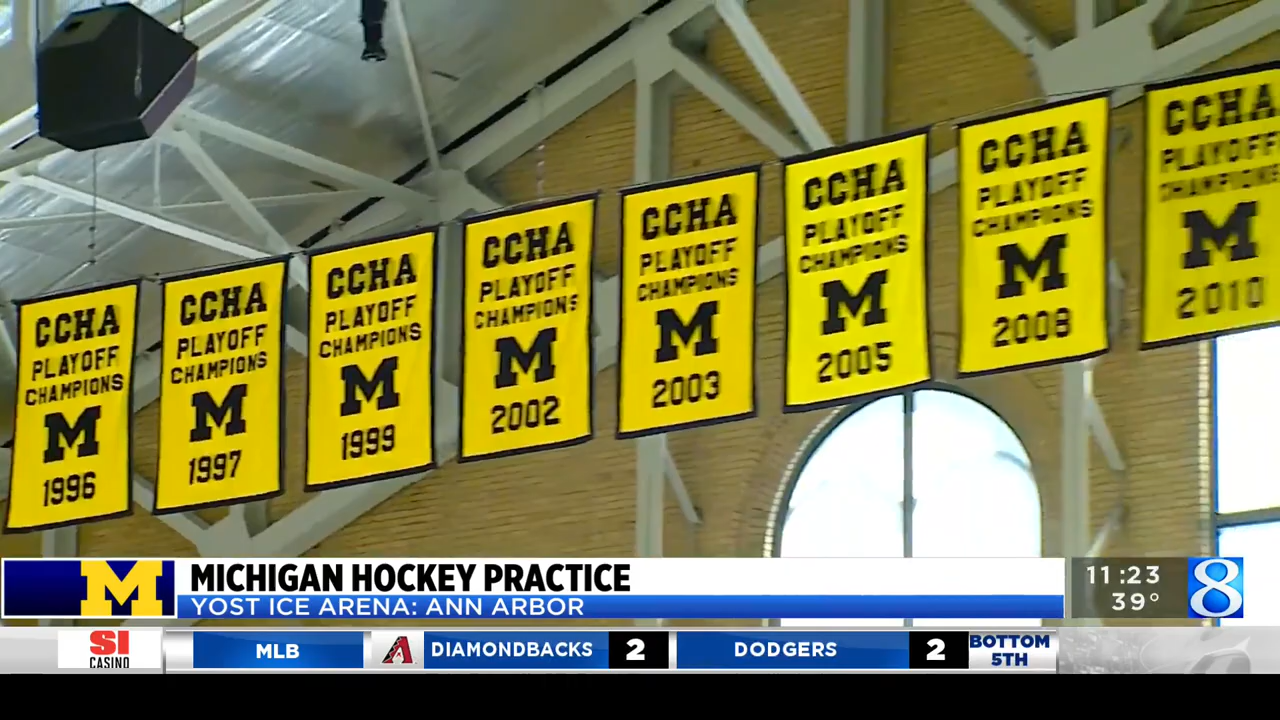 CCHA
PLAYOFF
CHAMPIONS
M
1996
CCHA
PLAYOFF
CHAMPIONS
M
1997
CCHA
PLAYOFF
CHAMPIONS
M
1999
CCHA
PLAYOFF
CHAMPIONS
M
2002
CCHA
PLAYOFF
CHAMPIONS
M
2003
CCHA
PLAYOFF
CHAMPIONS
M
2005
CCHA
PLAYOFF
CHAMPIONS
M
2008
CCHA
PLAYOFF
CHAMPIONS
M
2010
M
MICHIGAN HOCKEY PRACTICE
YOST ICE ARENA: ANN ARBOR
11:23
39°
8
SI
CASINO
MLB
A
DIAMONDBACKS
2
DODGERS
2
BOTTOM
5TH